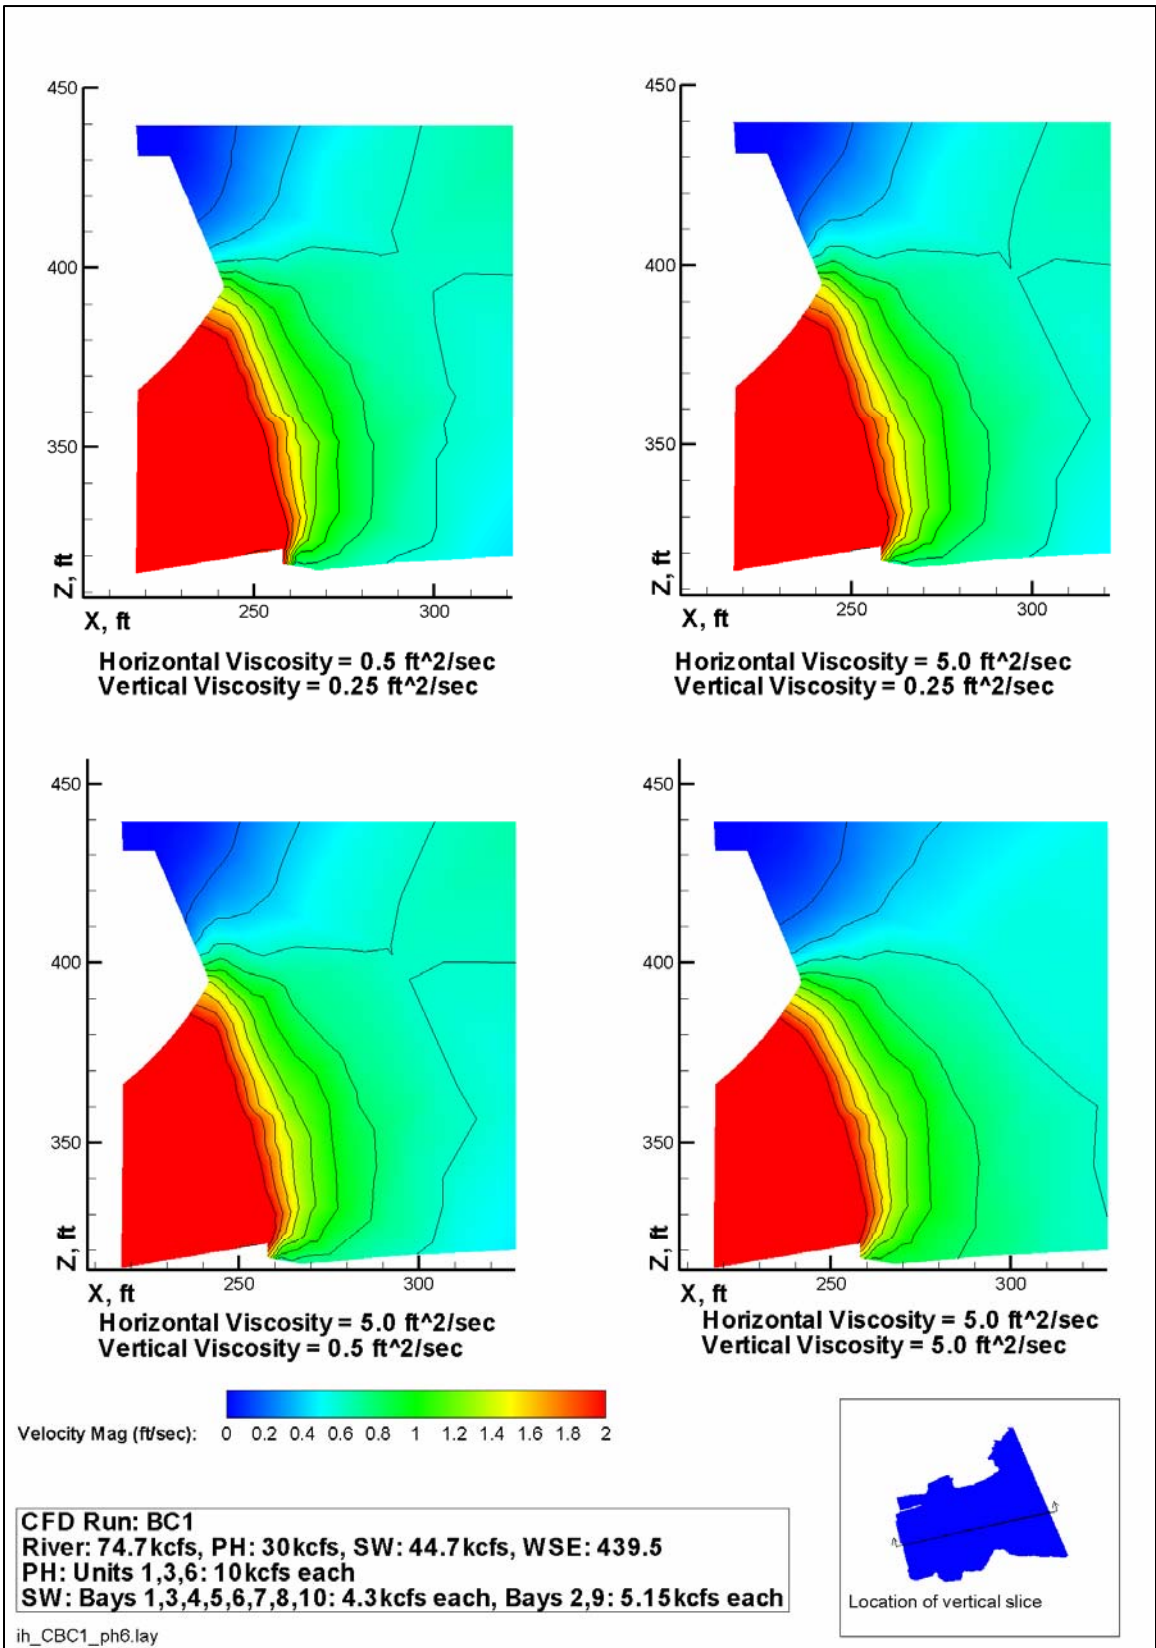 450
400
350
Z, ft
250
300
X, ft
Horizontal Viscosity = 0.5 ft^2/sec
Vertical Viscosity = 0.25 ft^2/sec
450
400
350
Z, ft
250
300
X, ft
Horizontal Viscosity = 5.0 ft^2/sec
Vertical Viscosity = 0.25 ft^2/sec
450
400
350
Z, ft
250
300
X, ft
Horizontal Viscosity = 5.0 ft^2/sec
Vertical Viscosity = 0.5 ft^2/sec
450
400
350
Z, ft
250
300
X, ft
Horizontal Viscosity = 5.0 ft^2/sec
Vertical Viscosity = 5.0 ft^2/sec
Velocity Mag (ft/sec): 0 0.2 0.4 0.6 0.8 1 1.2 1.4 1.6 1.8 2
CFD Run: BC1
River: 74.7kcfs, PH: 30kcfs, SW: 44.7kcfs, WSE: 439.5
PH: Units 1,3,6: 10kcfs each
SW: Bays 1,3,4,5,6,7,8,10: 4.3kcfs each, Bays 2,9: 5.15kcfs each
Location of vertical slice
ih_CBC1_ph6.lay